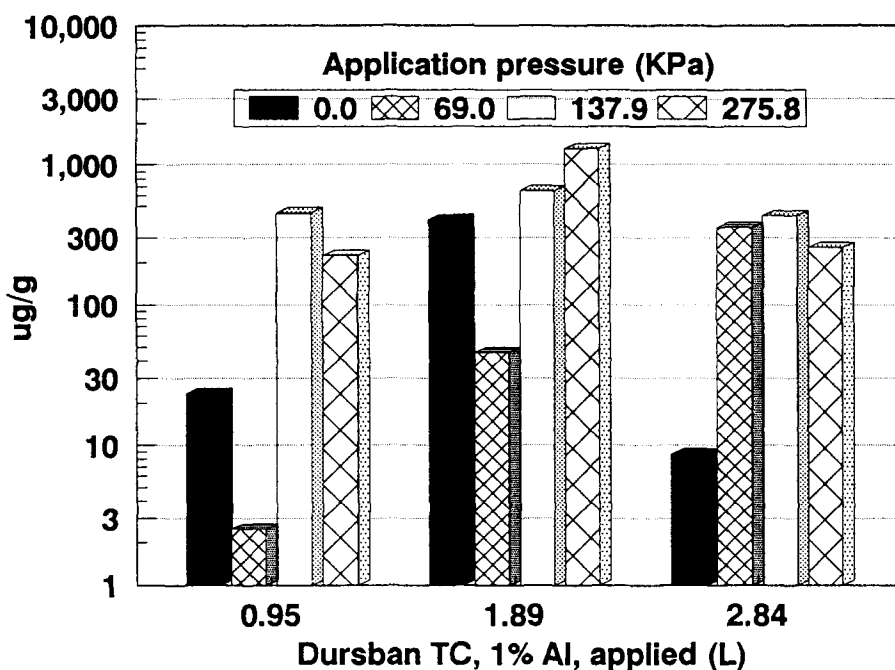 10,000
3,000
1,000
300
100
30
10
3
1
ug/g
Application pressure (KPa)
0.0 69.0 137.9 275.8
0.95 1.89 2.84
Dursban TC, 1% AI, applied (L)